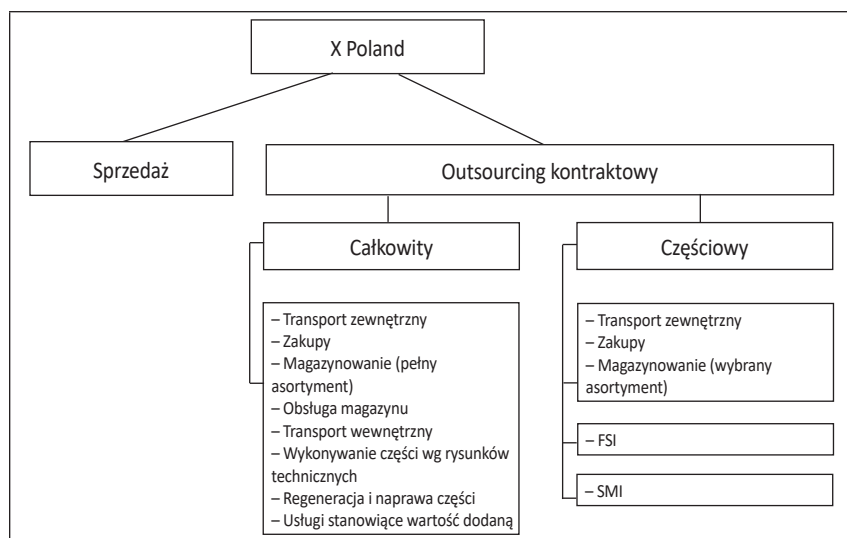 X Poland
Sprzedaż
Outsourcing kontraktowy
Całkowity
Częściowy
– Transport zewnętrzny
– Zakupy
– Magazynowanie (pełny
asortyment)
– Obsługa magazynu
– Transport wewnętrzny
– Wykonywanie części wg rysunków
technicznych
– Regeneracja i naprawa części
– Usługi stanowiące wartość dodaną
– Transport zewnętrzny
– Zakupy
– Magazynowanie (wybrany
asortyment)
– FSI
– SMI